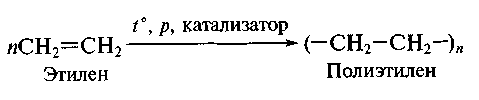 t°, p, катализатор
nCH₂=CH₂ (−CH₂−CH₂−)ₙ
Этилен Полиэтилен